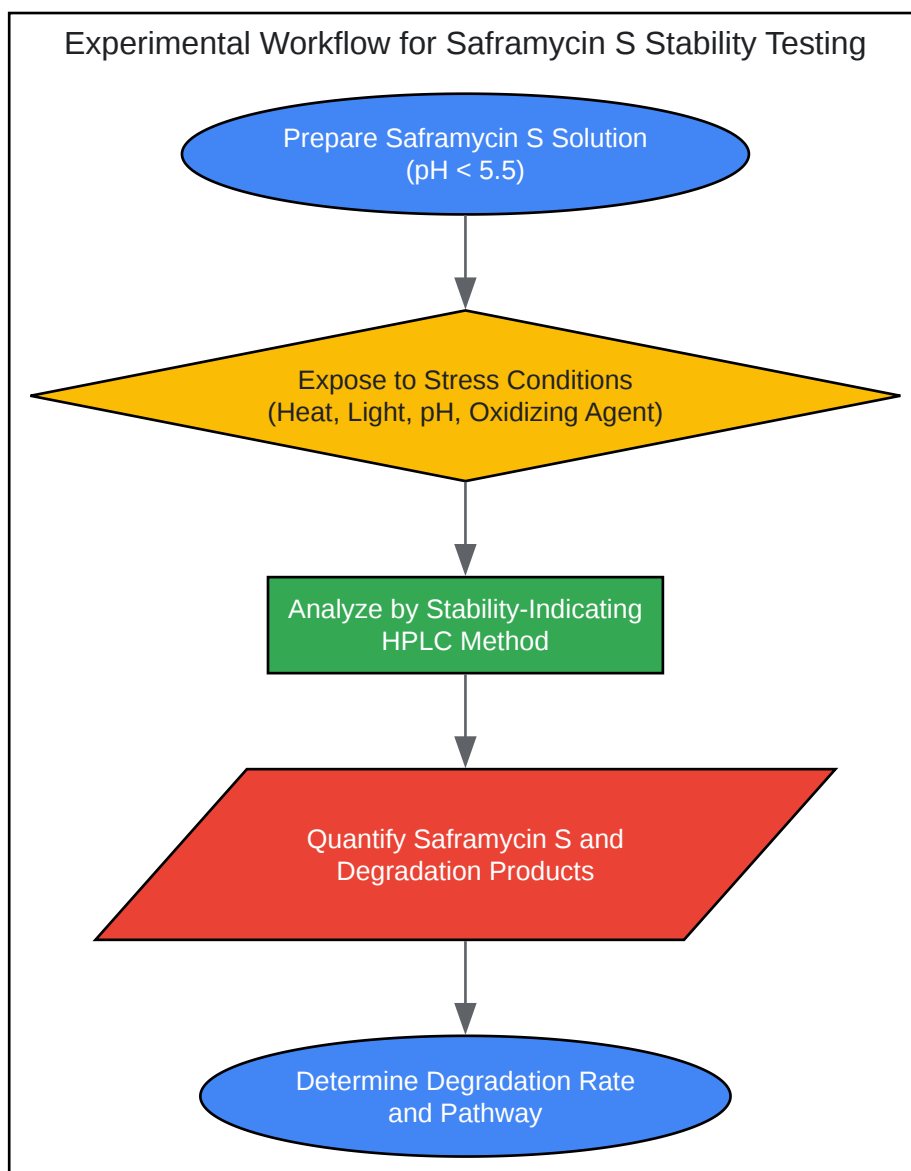 Experimental Workflow for Saframycin S Stability Testing
Prepare Saframycin S Solution
(pH < 5.5)
Expose to Stress Conditions
(Heat, Light, pH, Oxidizing Agent)
Analyze by Stability-Indicating
HPLC Method
Quantify Saframycin S and
Degradation Products
Determine Degradation Rate
and Pathway